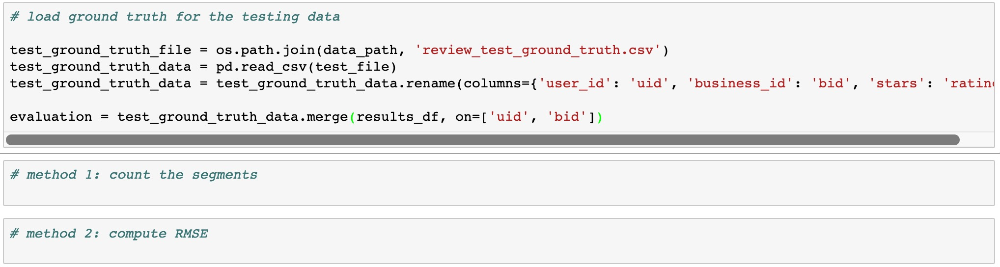 # load ground truth for the testing data
test_ground_truth_file = os.path.join(data_path, 'review_test_ground_truth.csv')
test_ground_truth_data = pd.read_csv(test_file)
test_ground_truth_data = test_ground_truth_data.rename(columns={'user_id': 'uid', 'business_id': 'bid', 'stars':
evaluation = test_ground_truth_data.merge(results_df, on=['uid', 'bid'])
# method 1: count the segments
# method 2: compute RMSE